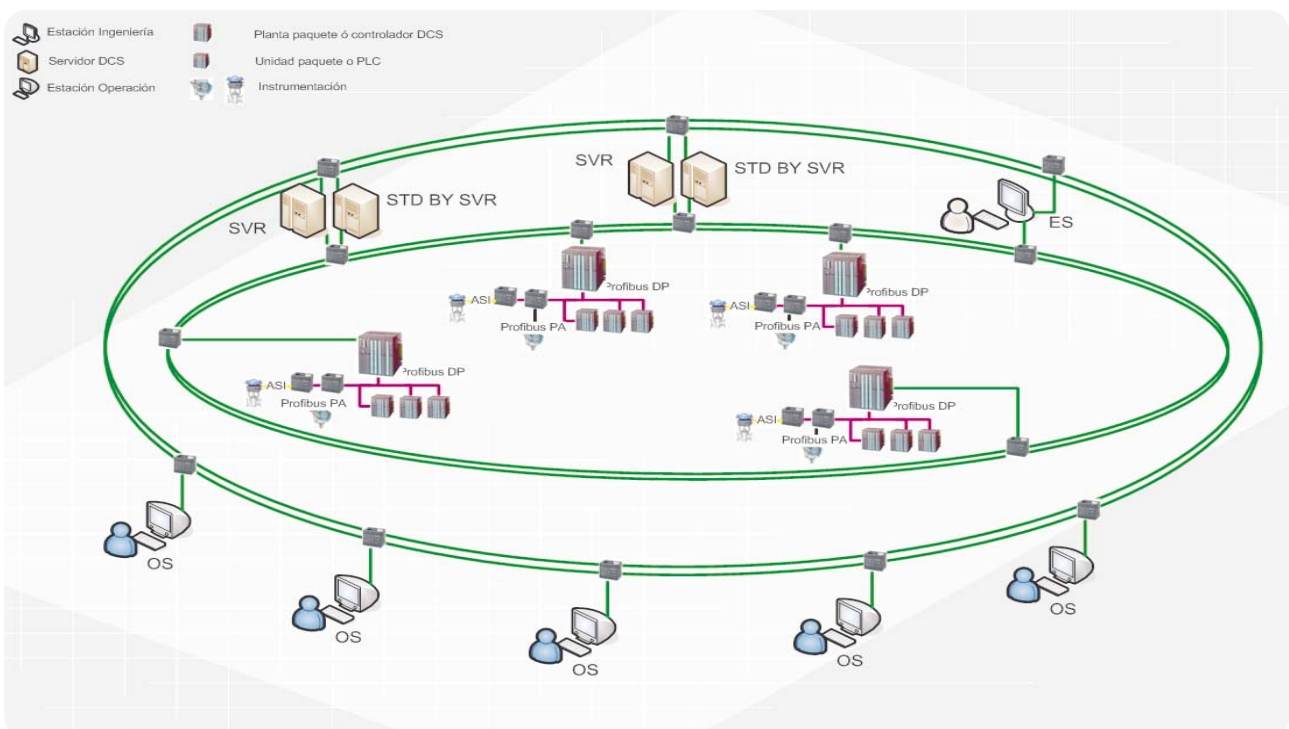 Estación Ingeniería
Planta paquete ó controlador DCS
Servidor DCS
Unidad paquete o PLC
Estación Operación
Instrumentación
SVR
STD BY SVR
SVR
STD BY SVR
ES
Profibus DP
ASI
Profibus PA
Profibus DP
ASI
Profibus PA
Profibus DP
ASI
Profibus PA
Profibus DP
ASI
Profibus PA
OS
OS
OS
OS
OS